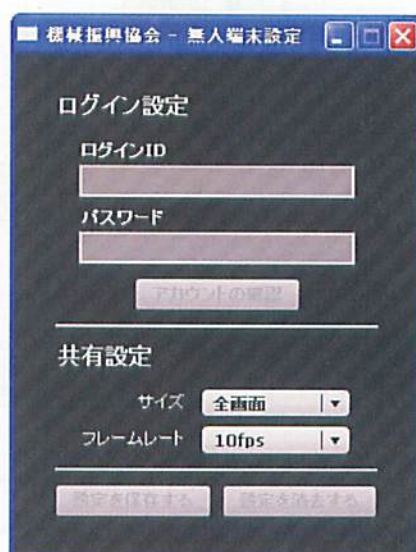 機械振興協会 - 無人端末設定
ログイン設定
ログインID
パスワード
アカウントの確認
共有設定
サイズ 全画面
フレームレート 10fps
設定を保存する 設定を消去する